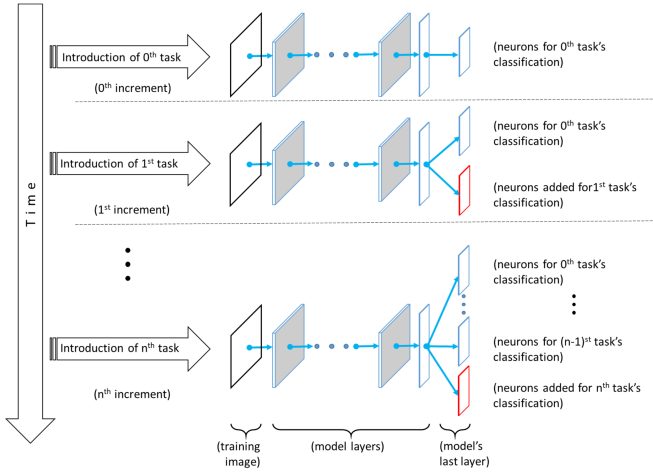 Time
Introduction of 0th task
(0th increment)
(neurons for 0th task's
classification)
Introduction of 1st task
(1st increment)
(neurons for 0th task's
classification)
(neurons added for1st task's
classification)
Introduction of nth task
(nth increment)
(neurons for 0th task's
classification)
(neurons for (n-1)st task's
classification)
(neurons added for nth task's
classification)
(training
image)
(model layers)
(model's
last layer)